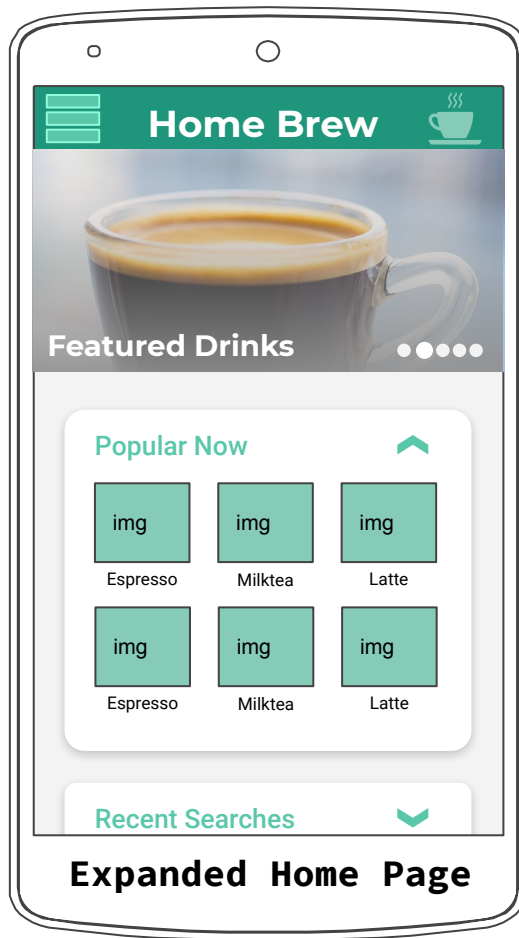 Home Brew
Featured Drinks
Popular Now
img img img
Espresso Milktea Latte
img img img
Espresso Milktea Latte
Recent Searches
Expanded Home Page